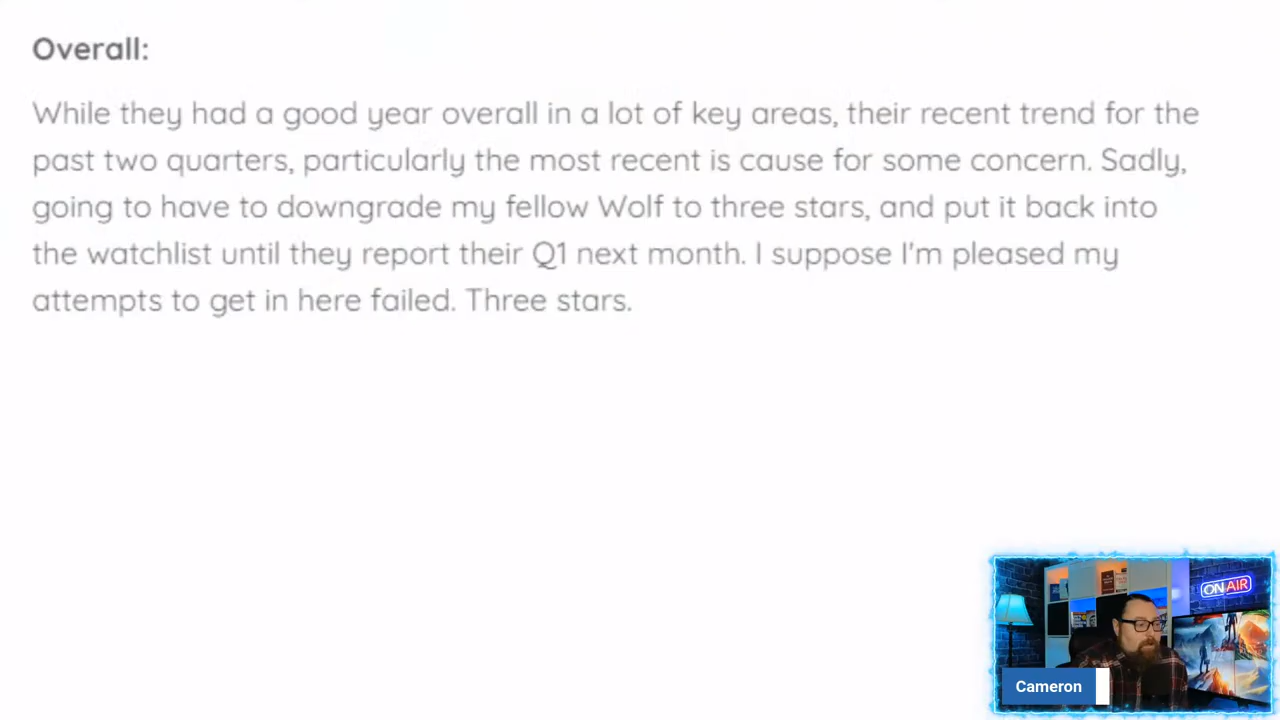 Overall:
While they had a good year overall in a lot of key areas, their recent trend for the
past two quarters, particularly the most recent is cause for some concern. Sadly,
going to have to downgrade my fellow Wolf to three stars, and put it back into
the watchlist until they report their Q1 next month. I suppose I'm pleased my
attempts to get in here failed. Three stars.
ON AIR
Cameron